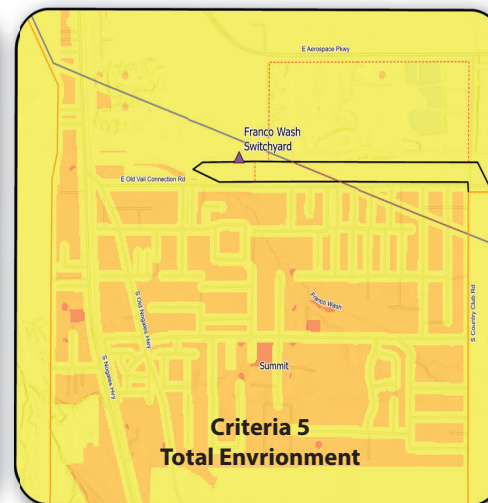 E Aerospace Pkwy
Franco Wash
Switchyard
E Old Vail Connection Rd
S Old Nogales Hwy
Franco Wash
S Country Club Rd
S Nogales Hwy
Summit
Criteria 5
Total Envrionment